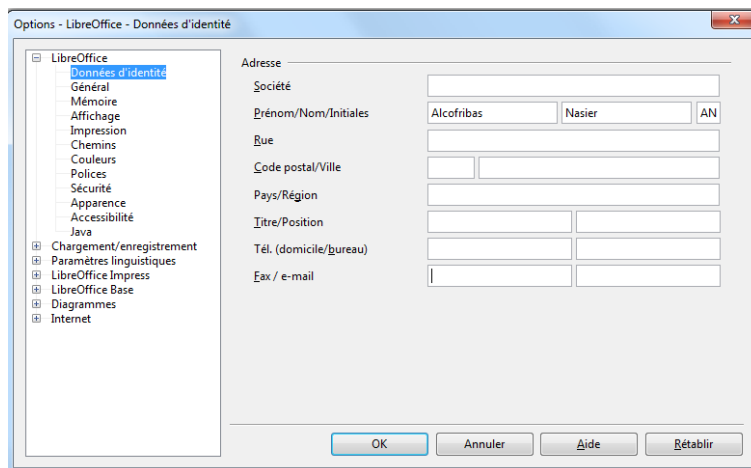 Options - LibreOffice - Données d'identité
LibreOffice
Données d'identité
Général
Mémoire
Affichage
Impression
Chemins
Couleurs
Polices
Sécurité
Apparence
Accessibilité
Java
Chargement/enregistrement
Paramètres linguistiques
LibreOffice Impress
LibreOffice Base
Diagrammes
Internet
Adresse
Société
Prénom/Nom/Initiales Alcofribas Nasier AN
Rue
Code postal/Ville
Pays/Région
Titre/Position
Tél. (domicile/bureau)
Fax / e-mail
OK Annuler Aide Rétablir